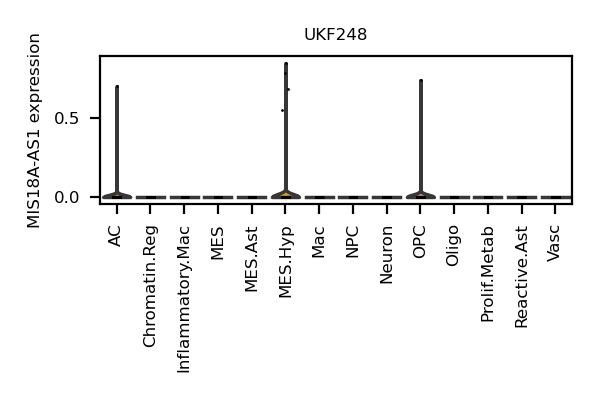 UKF248
MIS18A-AS1 expression
0.5
0.0
AC
Chromatin.Reg
Inflammatory.Mac
MES
MES.Ast
MES.Hyp
Mac
NPC
Neuron
OPC
Oligo
Prolif.Metab
Reactive.Ast
Vasc